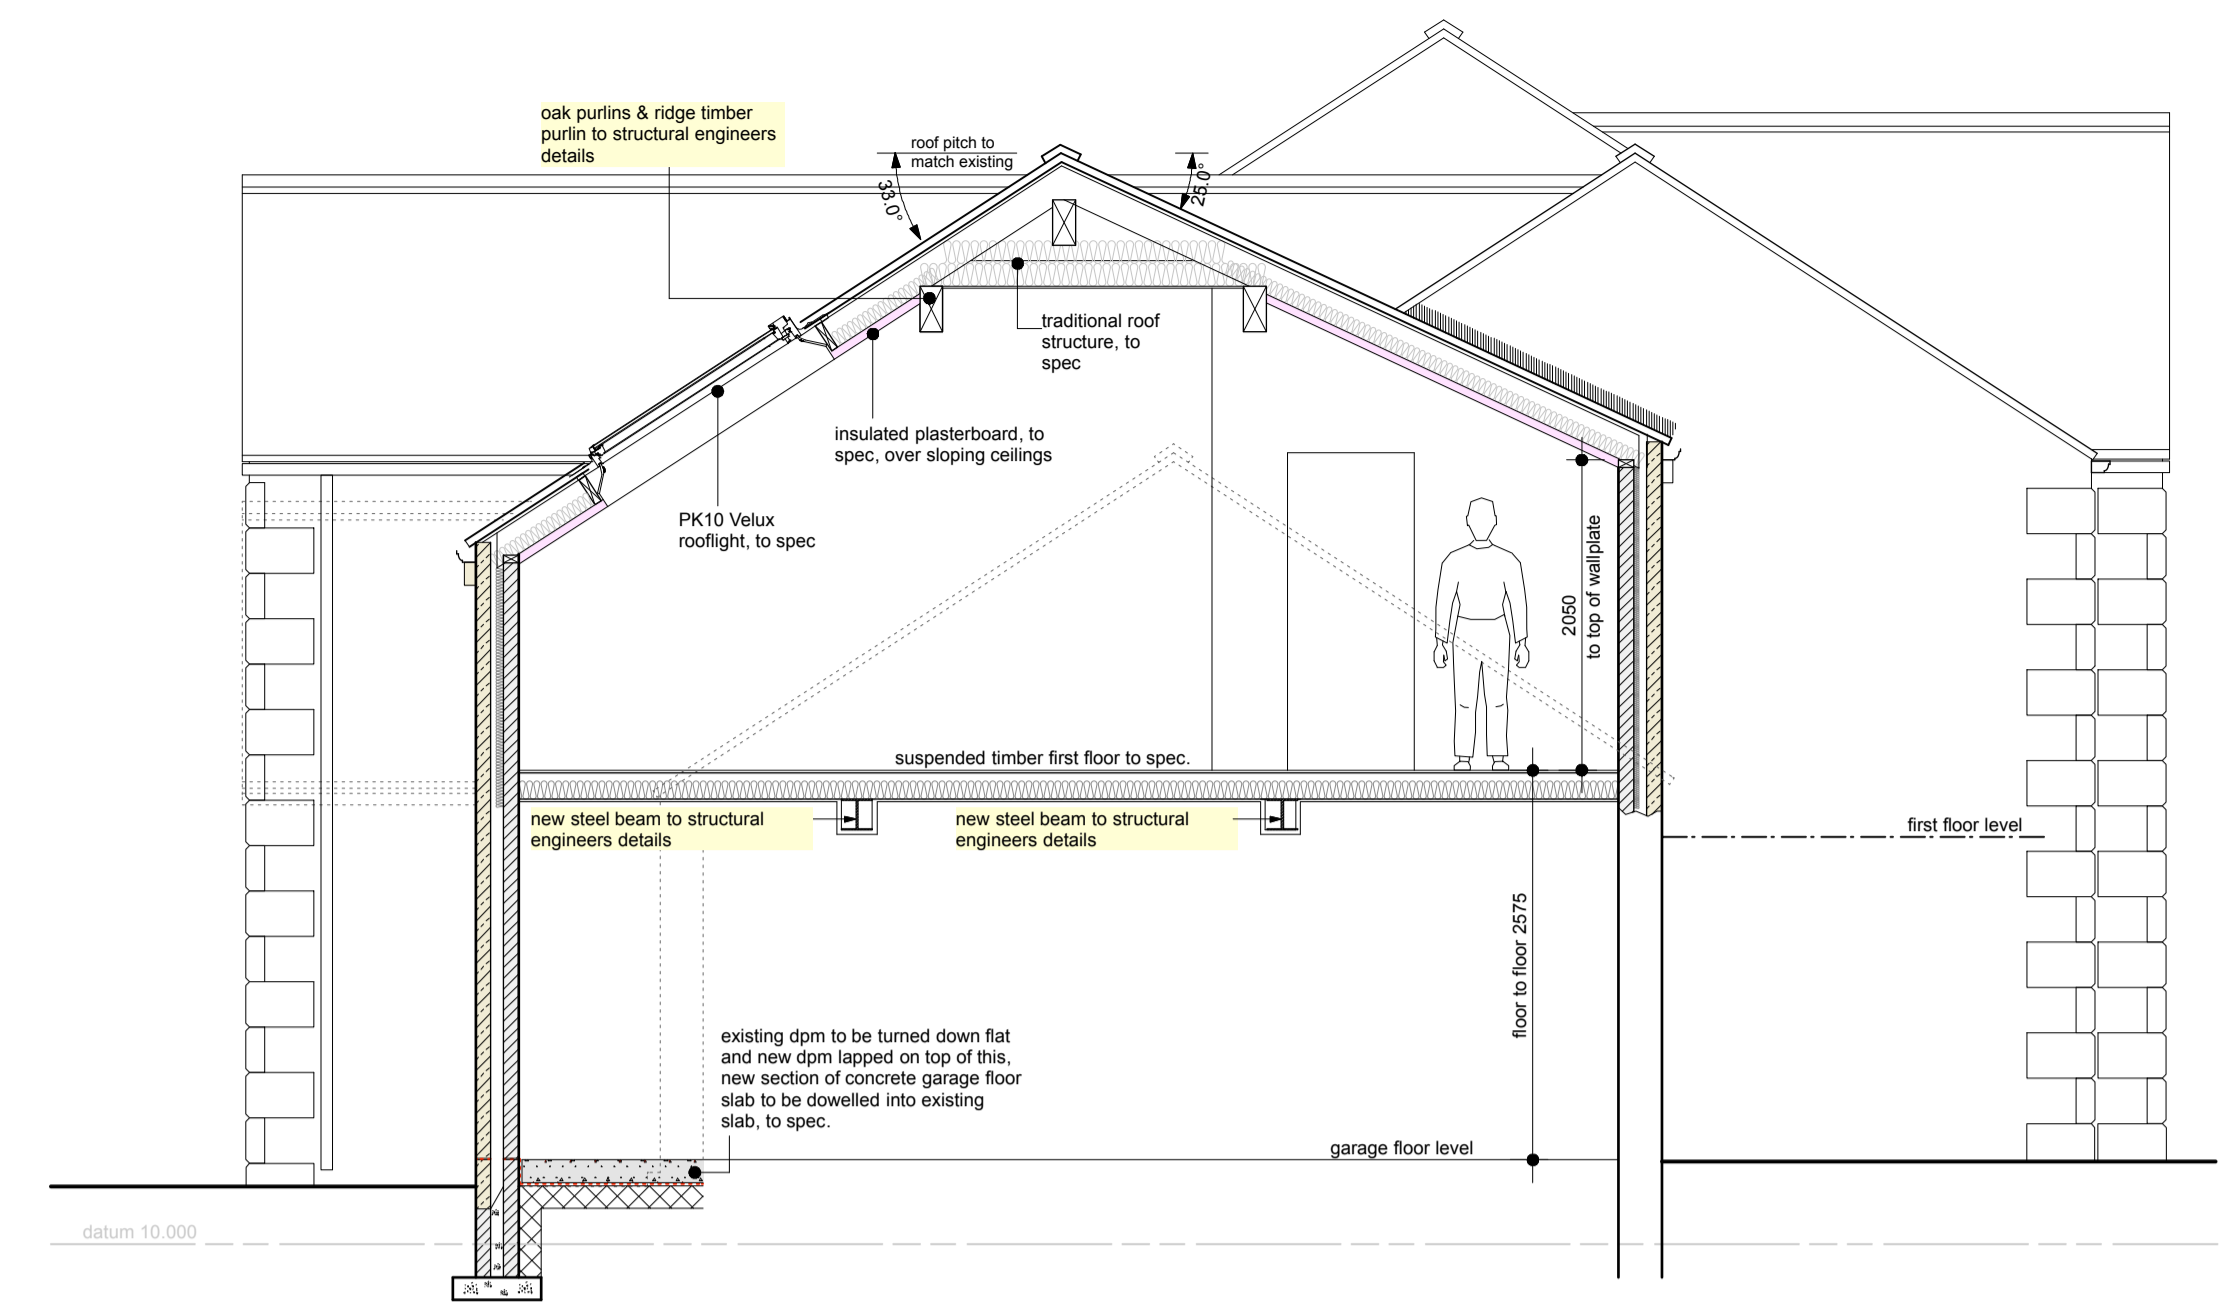 oak purlins & ridge timber
purlin to structural engineers
details
roof pitch to
match existing
33.0°
25.0°
traditional roof
structure, to
spec
insulated plasterboard, to
spec, over sloping ceilings
PK10 Velux
rooflight, to spec
2050
to top of wallplate
suspended timber first floor to spec.
new steel beam to structural
engineers details
new steel beam to structural
engineers details
first floor level
floor to floor 2575
existing dpm to be turned down flat
and new dpm lapped on top of this,
new section of concrete garage floor
slab to be dowelled into existing
slab, to spec.
garage floor level
datum 10.000